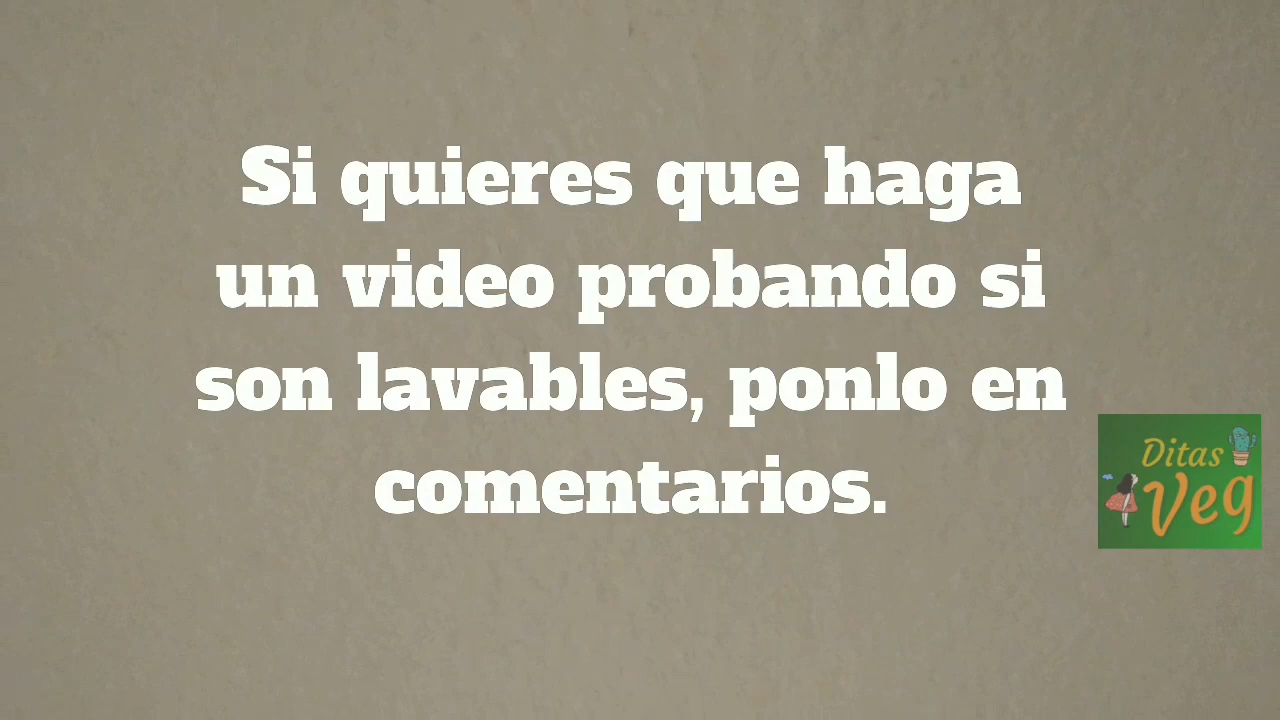 Si quieres que haga
un video probando si
son lavables, ponlo en
comentarios.
Ditas
Veg